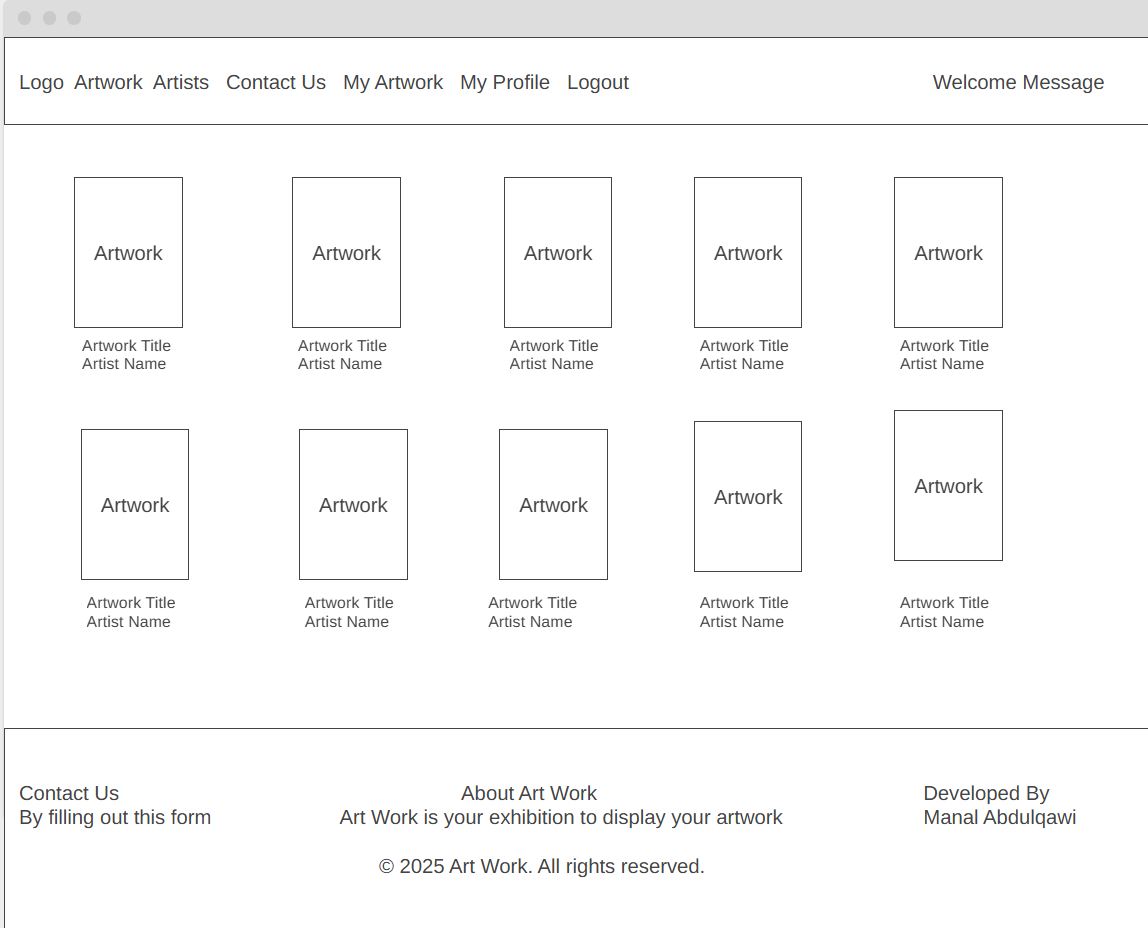 Logo Artwork Artists Contact Us My Artwork My Profile Logout Welcome Message
Artwork Artwork Artwork Artwork Artwork
Artwork Title Artwork Title Artwork Title Artwork Title Artwork Title
Artist Name Artist Name Artist Name Artist Name Artist Name
Artwork Artwork Artwork Artwork Artwork
Artwork Title Artwork Title Artwork Title Artwork Title Artwork Title
Artist Name Artist Name Artist Name Artist Name Artist Name
Contact Us About Art Work Developed By
By filling out this form Art Work is your exhibition to display your artwork Manal Abdulqawi
© 2025 Art Work. All rights reserved.